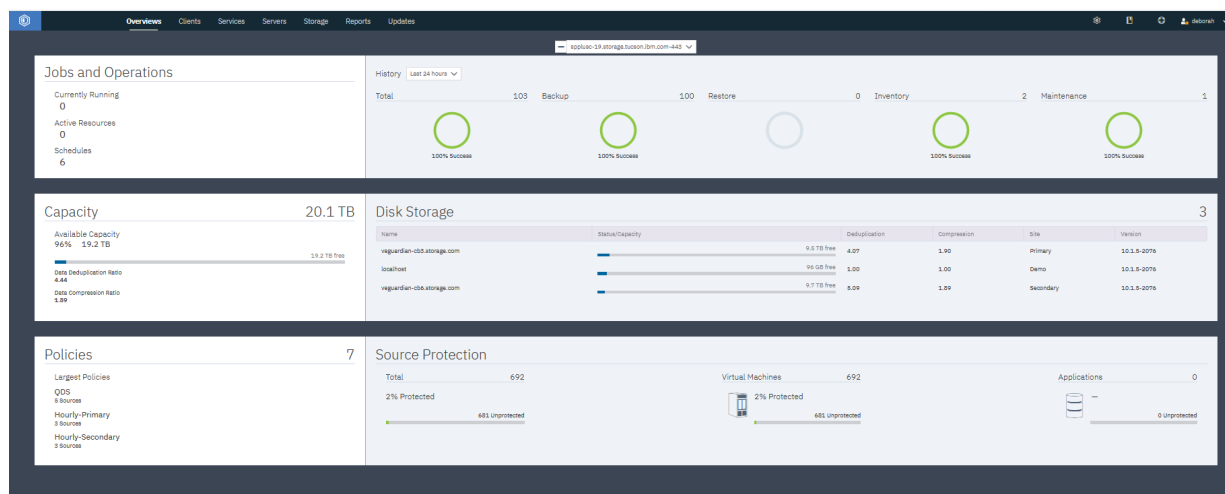 Overviews Clients Services Servers Storage Reports Updates deborah
spplusc-19.storage.tucson.ibm.com-443
Jobs and Operations
Currently Running
0
Active Resources
0
Schedules
6
History Last 24 hours
Total 103 Backup 100 Restore 0 Inventory 2 Maintenance 1
100% Success 100% Success 100% Success 100% Success
Capacity 20.1 TB
Available Capacity
96% 19.2 TB
19.2 TB free
Data Deduplication Ratio
4.44
Data Compression Ratio
1.89
Disk Storage 3
Name Status/Capacity Deduplication Compression Site Version
vsguardian-cb5.storage.com 9.5 TB free 4.07 1.90 Primary 10.1.5-2076
localhost 96 GB free 1.00 1.00 Demo 10.1.5-2076
vsguardian-cb6.storage.com 9.7 TB free 5.09 1.89 Secondary 10.1.5-2076
Policies 7
Largest Policies
QDS
5 Sources
Hourly-Primary
3 Sources
Hourly-Secondary
3 Sources
Source Protection
Total 692 Virtual Machines 692 Applications 0
2% Protected 2% Protected –
681 Unprotected 681 Unprotected 0 Unprotected